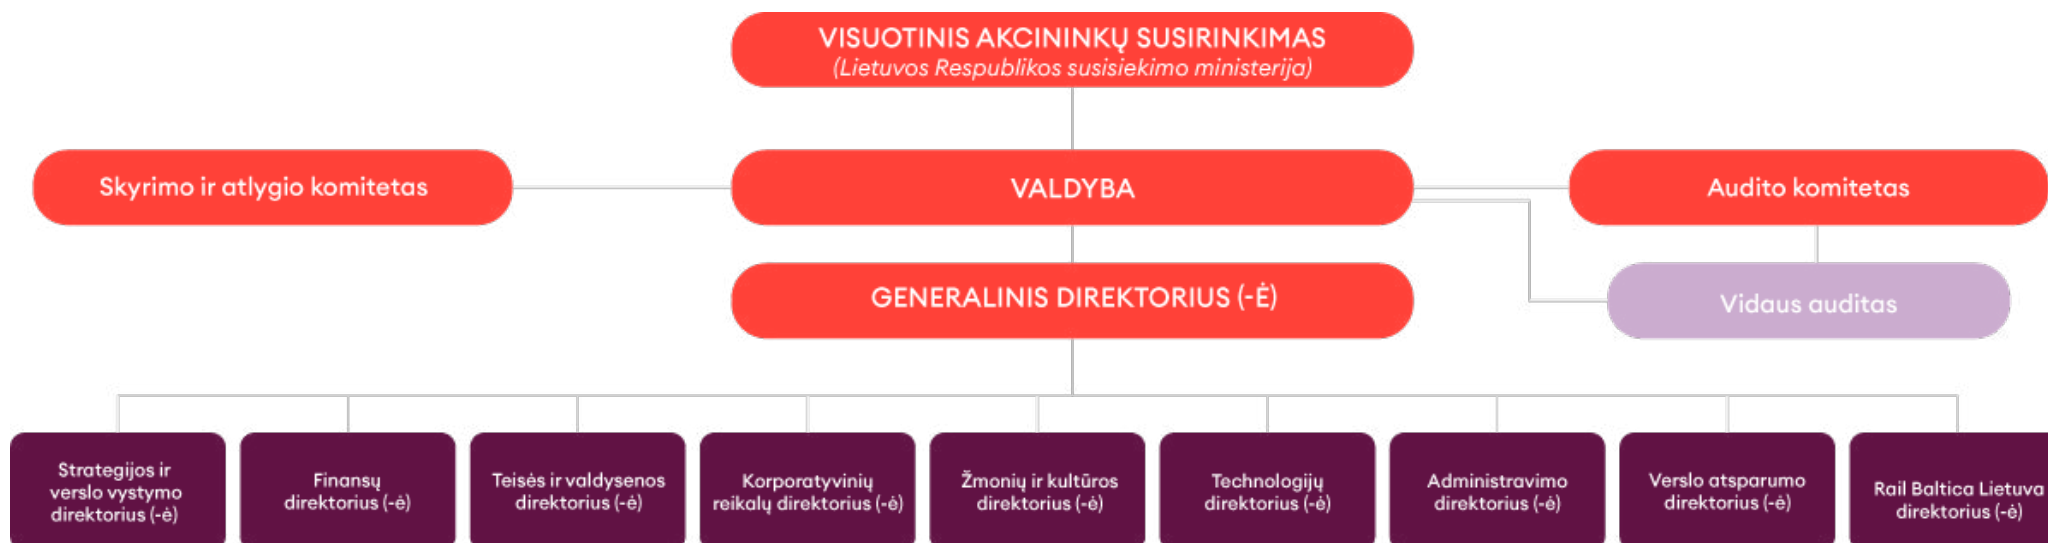 VISUOTINIS AKCININKŲ SUSIRINKIMAS
(Lietuvos Respublikos susisiekimo ministerija)
Skyrimo ir atlygio komitetas
VALDYBA
Audito komitetas
GENERALINIS DIREKTORIUS (-Ė)
Vidaus auditas
Strategijos ir
verslo vystymo
direktorius (-ė)
Finansų
direktorius (-ė)
Teisės ir valdysenos
direktorius (-ė)
Korporatyvinių
reikalų direktorius (-ė)
Žmonių ir kultūros
direktorius (-ė)
Technologijų
direktorius (-ė)
Administravimo
direktorius (-ė)
Verslo atsparumo
direktorius (-ė)
Rail Baltica Lietuva
direktorius (-ė)